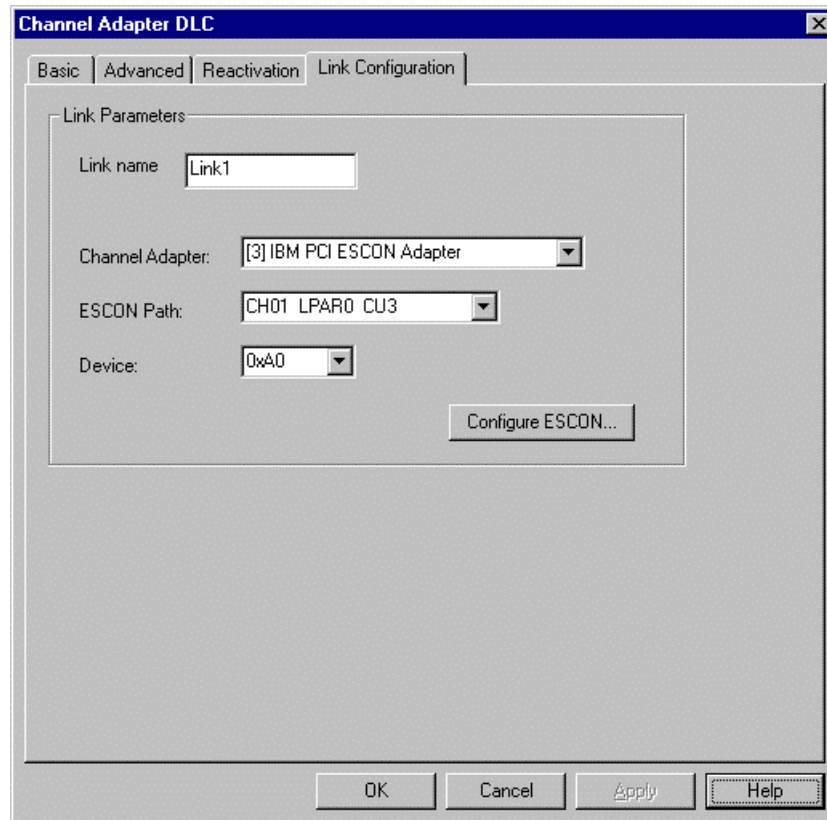 Channel Adapter DLC
Basic Advanced Reactivation Link Configuration
Link Parameters
Link name Link1
Channel Adapter: [3] IBM PCI ESCON Adapter
ESCON Path: CH01 LPAR0 CU3
Device: 0xA0
Configure ESCON...
OK Cancel Apply Help